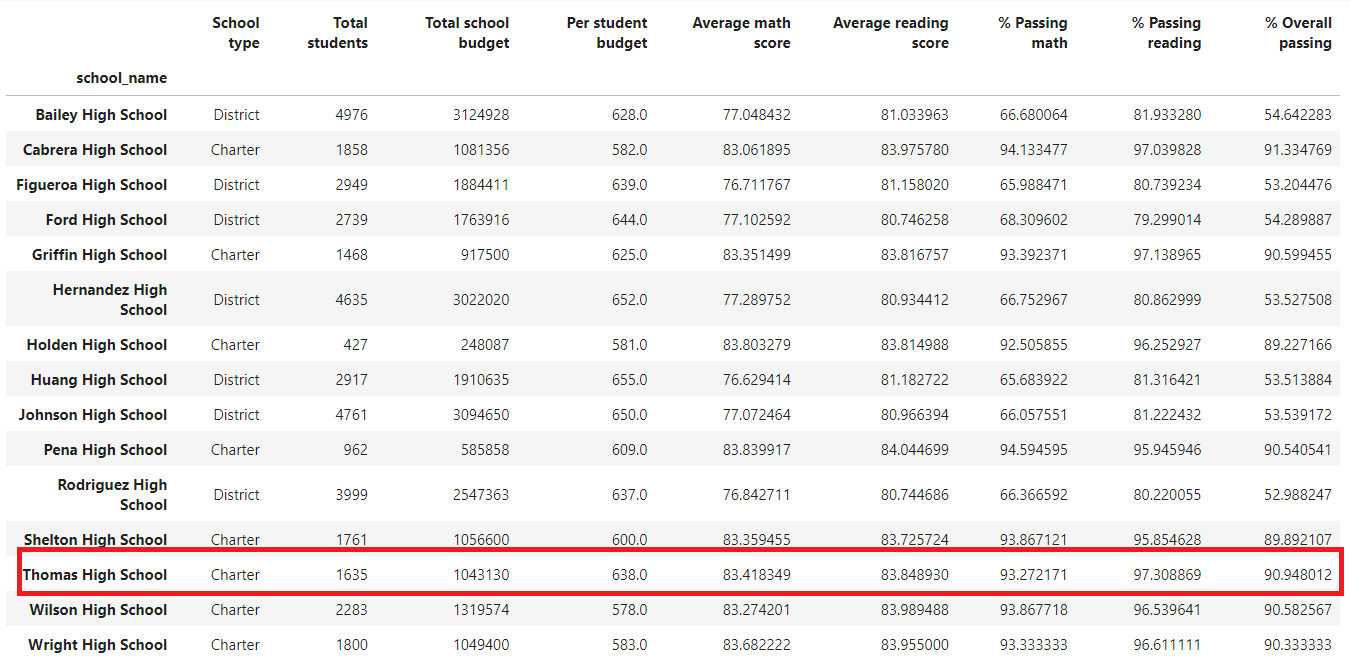 School type Total students Total school budget Per student budget Average math score Average reading score % Passing math % Passing reading % Overall passing
school_name
Bailey High School District 4976 3124928 628.0 77.048432 81.033963 66.680064 81.933280 54.642283
Cabrera High School Charter 1858 1081356 582.0 83.061895 83.975780 94.133477 97.039828 91.334769
Figueroa High School District 2949 1884411 639.0 76.711767 81.158020 65.988471 80.739234 53.204476
Ford High School District 2739 1763916 644.0 77.102592 80.746258 68.309602 79.299014 54.289887
Griffin High School Charter 1468 917500 625.0 83.351499 83.816757 93.392371 97.138965 90.599455
Hernandez High School District 4635 3022020 652.0 77.289752 80.934412 66.752967 80.862999 53.527508
Holden High School Charter 427 248087 581.0 83.803279 83.814988 92.505855 96.252927 89.227166
Huang High School District 2917 1910635 655.0 76.629414 81.182722 65.683922 81.316421 53.513884
Johnson High School District 4761 3094650 650.0 77.072464 80.966394 66.057551 81.222432 53.539172
Pena High School Charter 962 585858 609.0 83.839917 84.044699 94.594595 95.945946 90.540541
Rodriguez High School District 3999 2547363 637.0 76.842711 80.744686 66.366592 80.220055 52.988247
Shelton High School Charter 1761 1056600 600.0 83.359455 83.725724 93.867121 95.854628 89.892107
Thomas High School Charter 1635 1043130 638.0 83.418349 83.848930 93.272171 97.308869 90.948012
Wilson High School Charter 2283 1319574 578.0 83.274201 83.989488 93.867718 96.539641 90.582567
Wright High School Charter 1800 1049400 583.0 83.682222 83.955000 93.333333 96.611111 90.333333